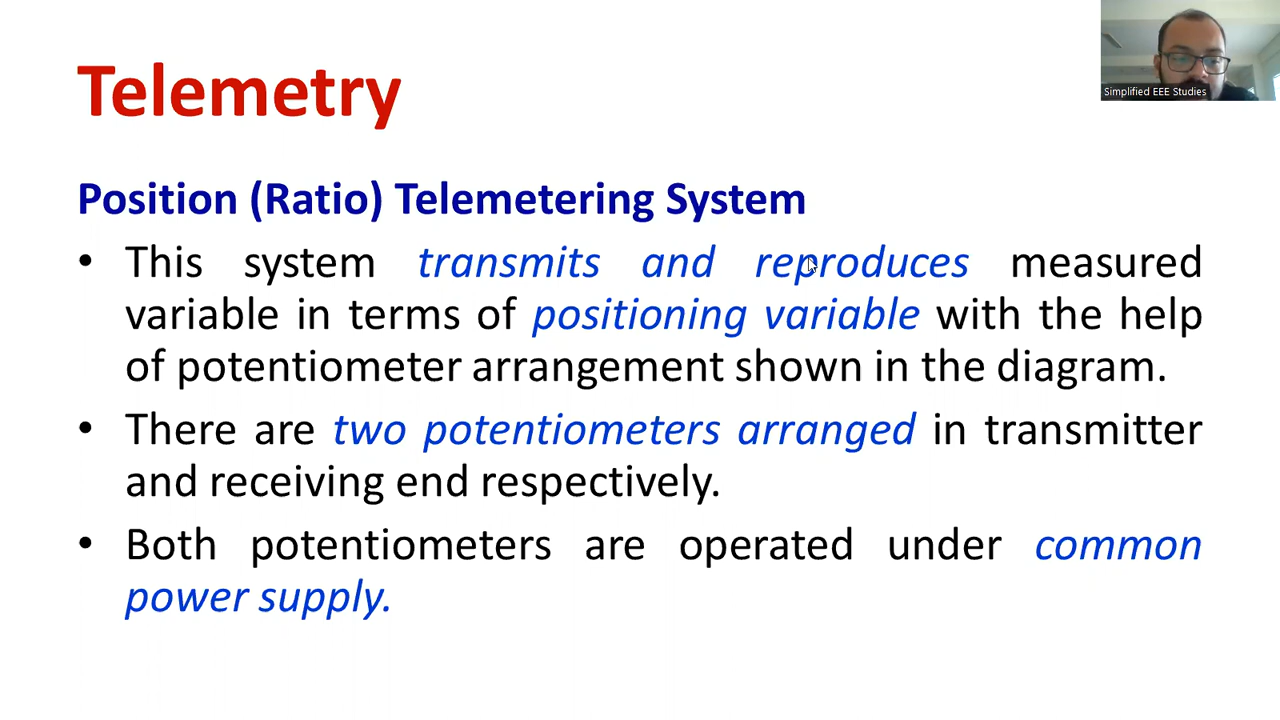 Simplified EEE Studies
Telemetry
Position (Ratio) Telemetering System
• This system transmits and reproduces measured
variable in terms of positioning variable with the help
of potentiometer arrangement shown in the diagram.
• There are two potentiometers arranged in transmitter
and receiving end respectively.
• Both potentiometers are operated under common
power supply.